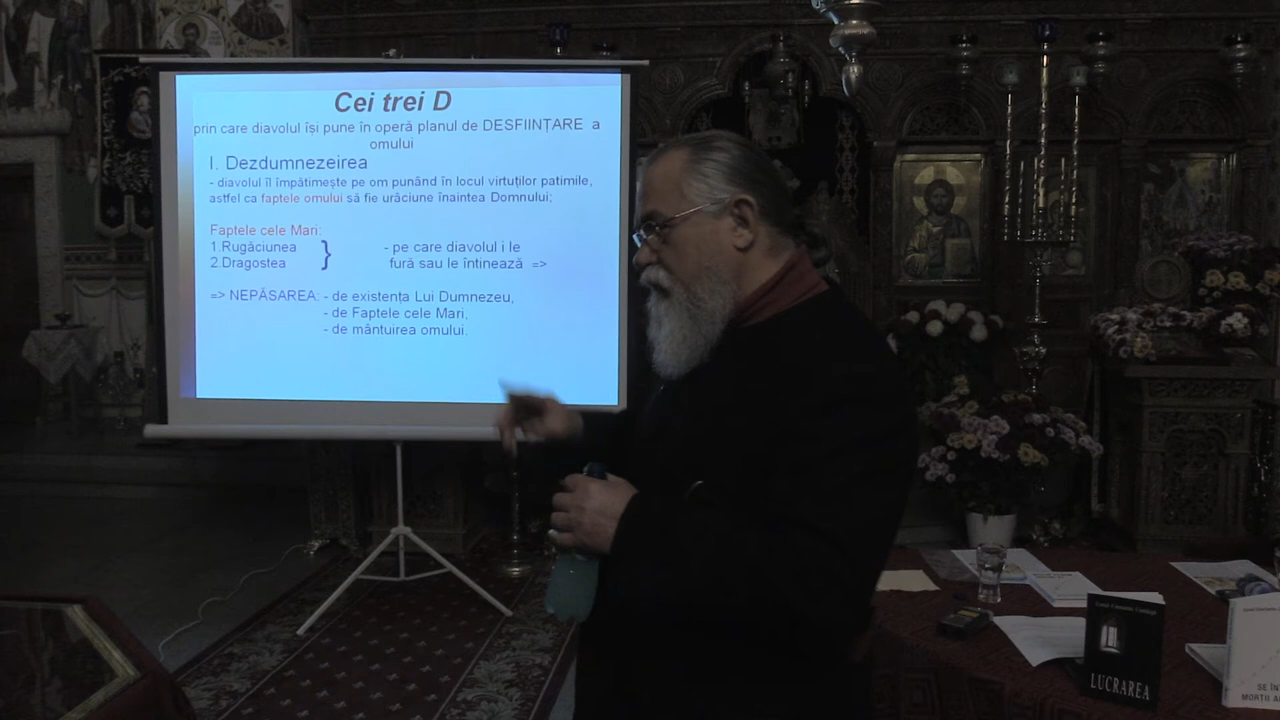 Cei trei D
prin care diavolul își pune în operă planul de DESFIINȚARE a
omului
I. Dezdumnezeirea
- diavolul îl împătimește pe om punând în locul virtuților patimile,
astfel ca faptele omului să fie urăciune înaintea Domnului;
Faptele cele Mari:
1.Rugăciunea } - pe care diavolul i le
2.Dragostea fură sau le întinează =>
=> NEPĂSAREA: - de existența Lui Dumnezeu,
- de Faptele cele Mari,
- de mântuirea omului.
LUCRAREA
SE